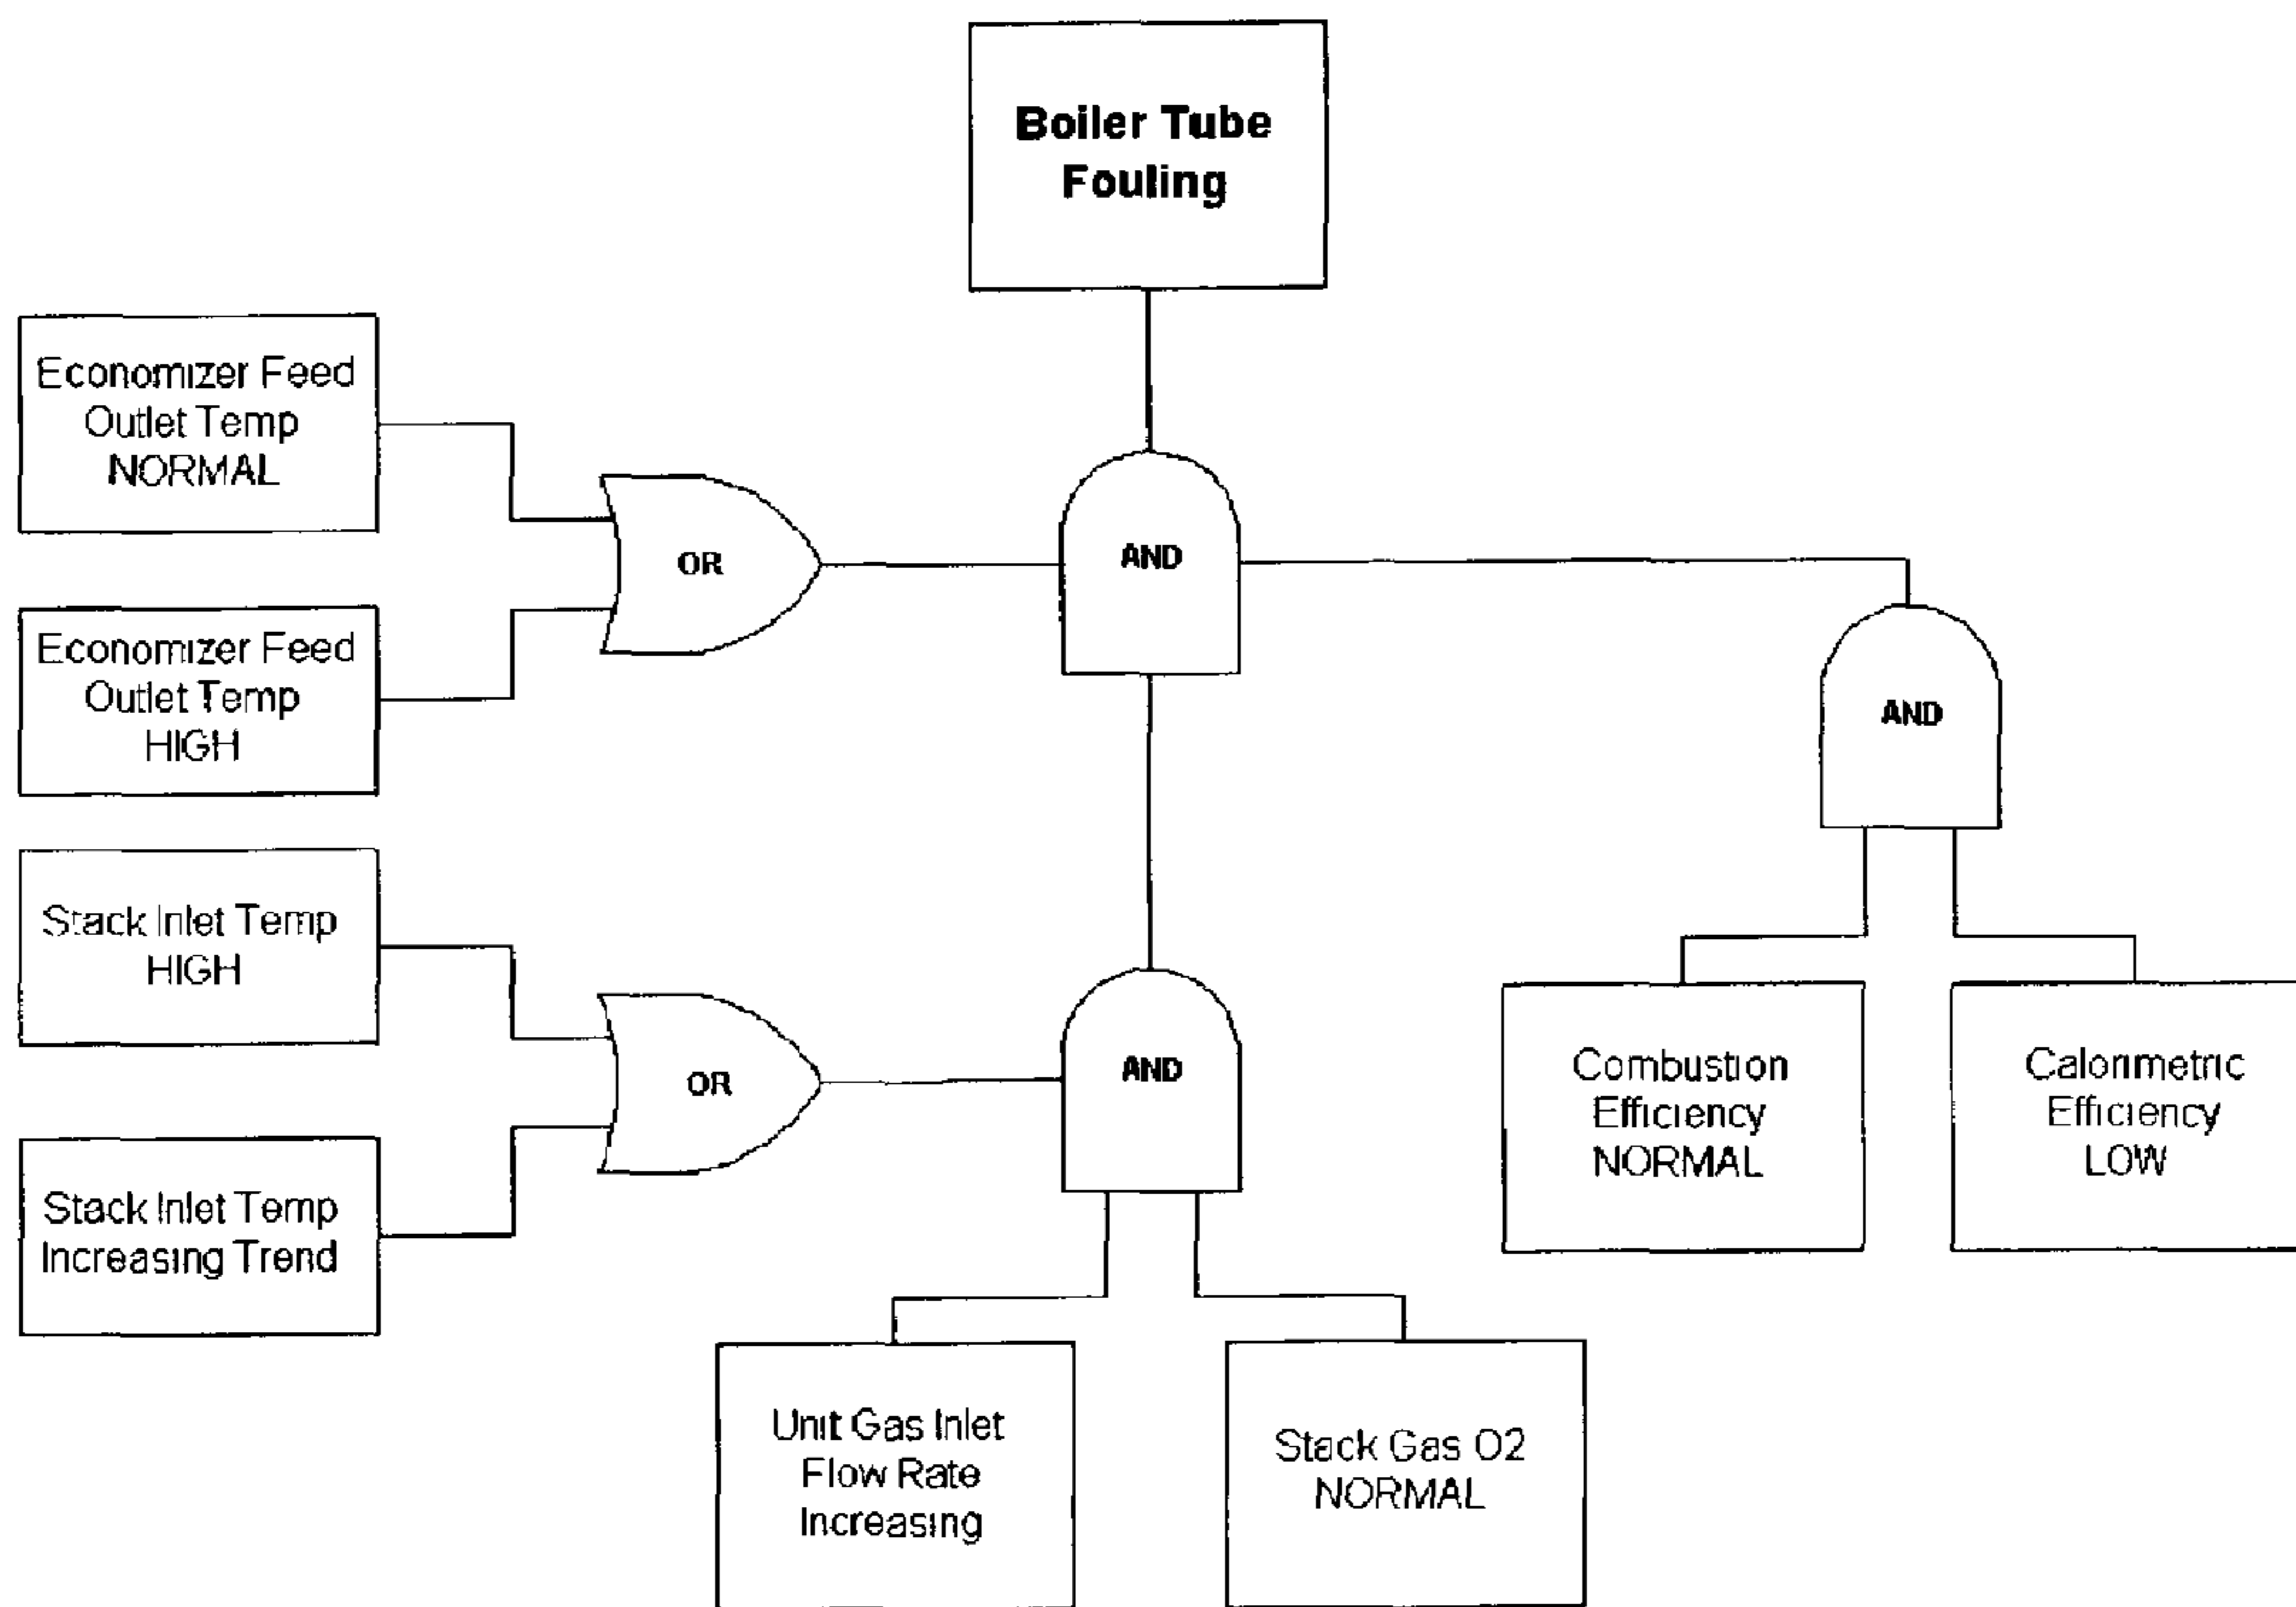 Boiler Tube
Fouling
Economizer Feed
Outlet Temp
NORMAL
OR
AND
Economizer Feed
Outlet Temp
HIGH
AND
Stack Inlet Temp
HIGH
OR
AND
Stack Inlet Temp
Increasing Trend
Combustion
Efficiency
NORMAL
Calorimetric
Efficiency
LOW
Unit Gas Inlet
Flow Rate
Increasing
Stack Gas O2
NORMAL